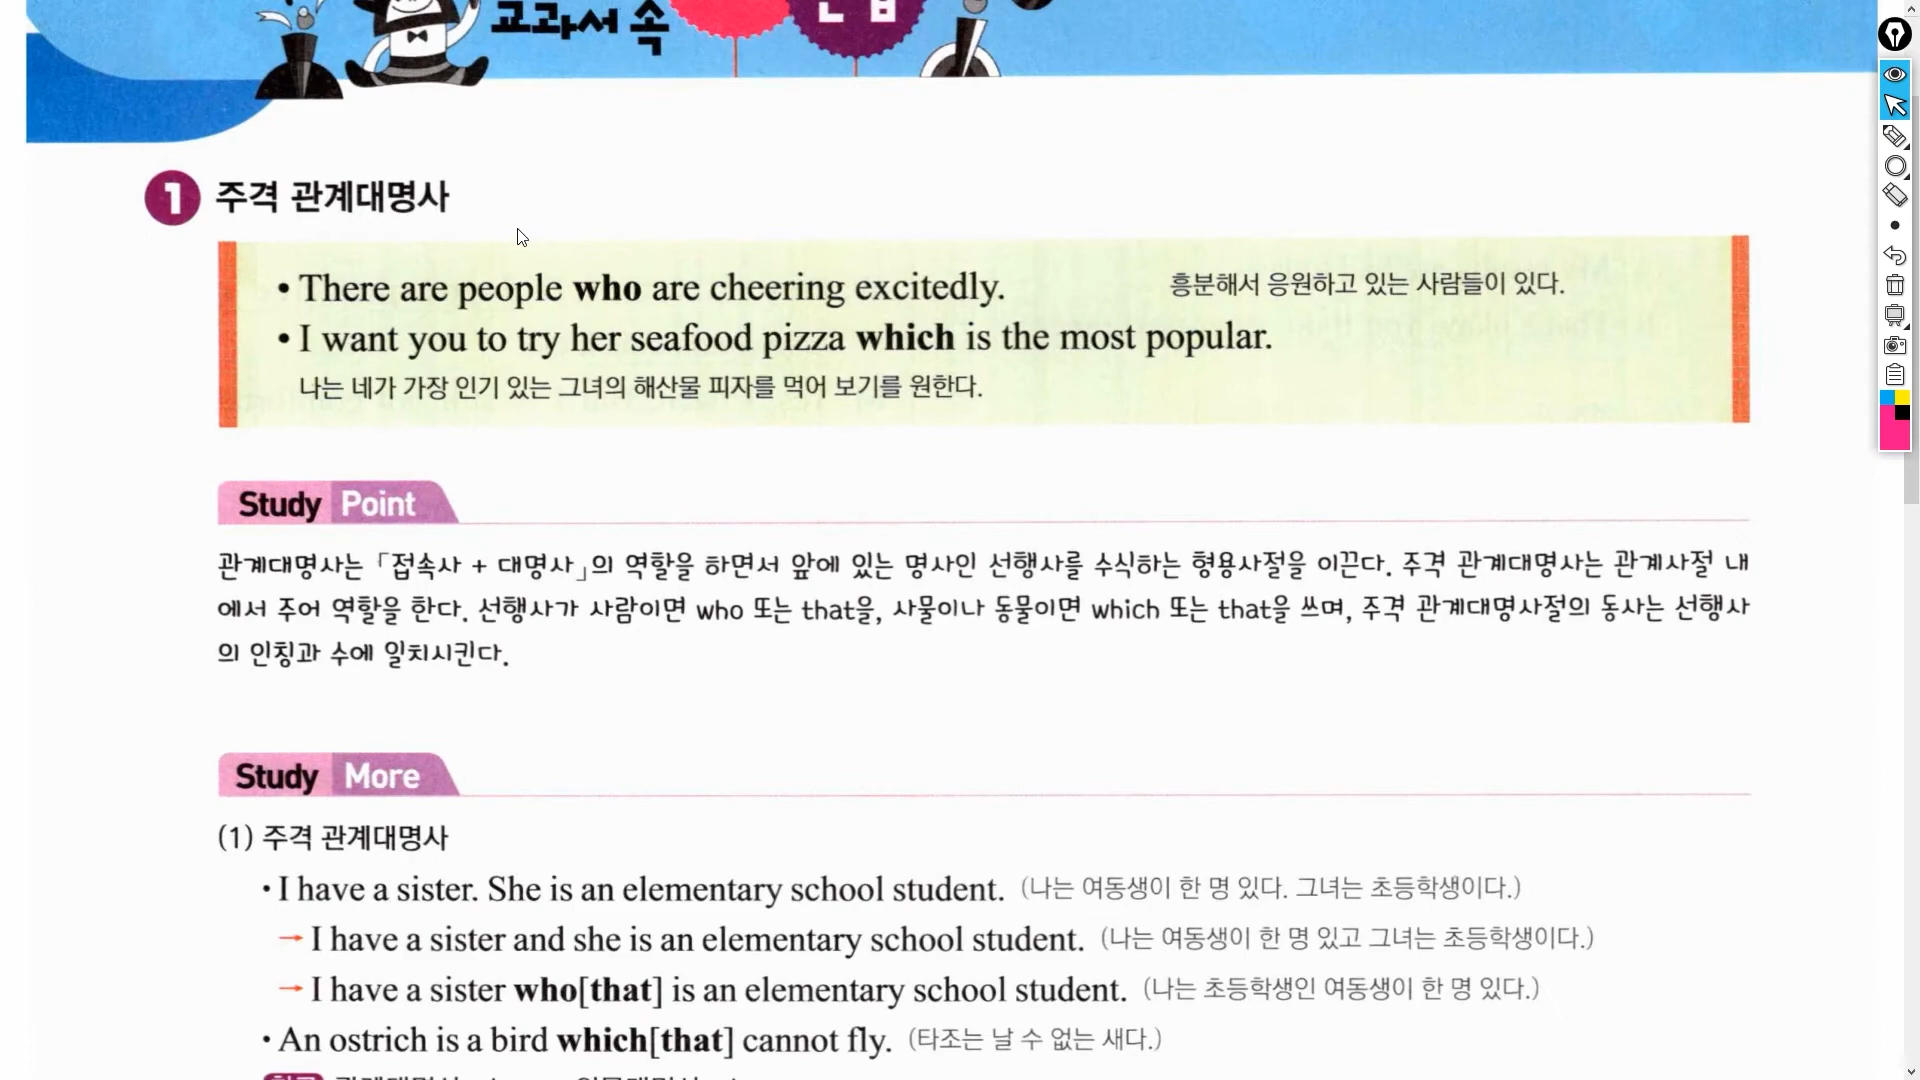 교과서 속
1 주격 관계대명사
• There are people who are cheering excitedly. 흥분해서 응원하고 있는 사람들이 있다.
• I want you to try her seafood pizza which is the most popular.
나는 네가 가장 인기 있는 그녀의 해산물 피자를 먹어 보기를 원한다.
Study Point
관계대명사는 「접속사 + 대명사」의 역할을 하면서 앞에 있는 명사인 선행사를 수식하는 형용사절을 이끈다. 주격 관계대명사는 관계사절 내
에서 주어 역할을 한다. 선행사가 사람이면 who 또는 that을, 사물이나 동물이면 which 또는 that을 쓰며, 주격 관계대명사절의 동사는 선행사
의 인칭과 수에 일치시킨다.
Study More
(1) 주격 관계대명사
• I have a sister. She is an elementary school student. (나는 여동생이 한 명 있다. 그녀는 초등학생이다.)
→ I have a sister and she is an elementary school student. (나는 여동생이 한 명 있고 그녀는 초등학생이다.)
→ I have a sister who[that] is an elementary school student. (나는 초등학생인 여동생이 한 명 있다.)
• An ostrich is a bird which[that] cannot fly. (타조는 날 수 없는 새다.)